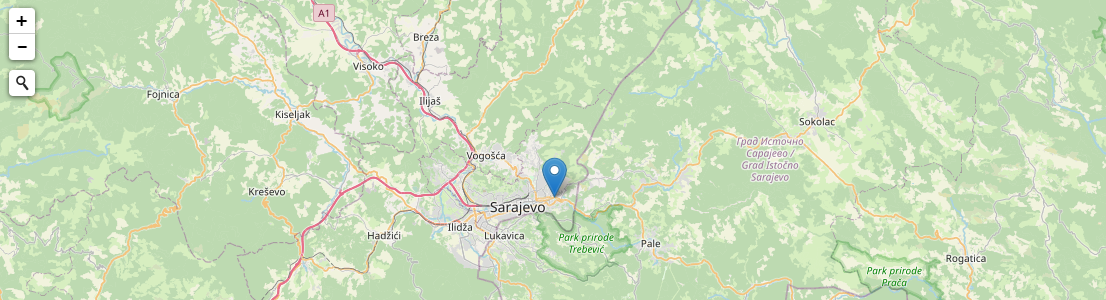 +
−
A1
Breza
Visoko
Fojnica
Ilijaš
Kiseljak
Sokolac
Град Источно
Сарајево /
Grad Istočno
Sarajevo
Vogošća
Kreševo
Sarajevo
Ilidža
Hadžići
Lukavica
Park prirode
Trebević
Pale
Rogatica
Park prirode
Prača